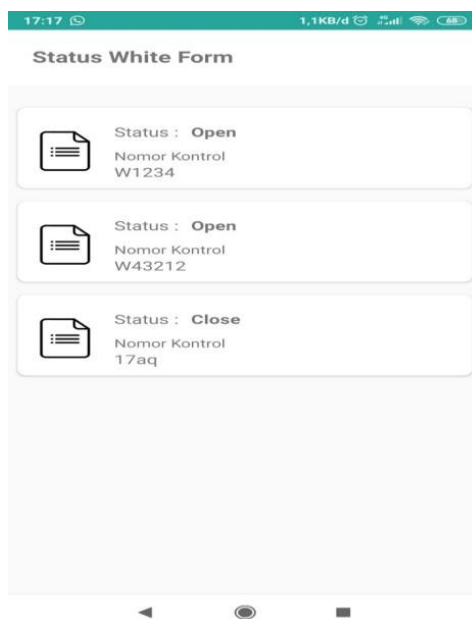 17:17 1,1KB/d 68
Status White Form
Status : Open
Nomor Kontrol
W1234
Status : Open
Nomor Kontrol
W43212
Status : Close
Nomor Kontrol
17aq